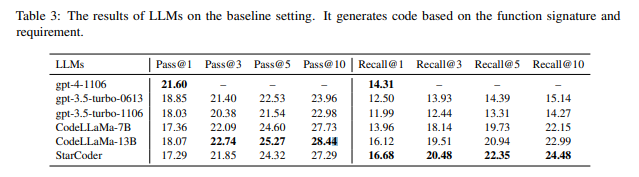 Table 3: The results of LLMs on the baseline setting. It generates code based on the function signature and
requirement.
LLMs Pass@1 Pass@3 Pass@5 Pass@10 Recall@1 Recall@3 Recall@5 Recall@10
gpt-4-1106 21.60 – – – 14.31 – – –
gpt-3.5-turbo-0613 18.85 21.40 22.53 23.96 12.50 13.93 14.39 15.14
gpt-3.5-turbo-1106 18.03 20.38 21.54 22.98 11.99 12.44 13.31 14.27
CodeLLaMa-7B 17.36 22.09 24.60 27.73 13.96 18.14 19.73 22.15
CodeLLaMa-13B 18.07 22.74 25.27 28.44 16.12 19.51 20.94 22.99
StarCoder 17.29 21.85 24.32 27.29 16.68 20.48 22.35 24.48